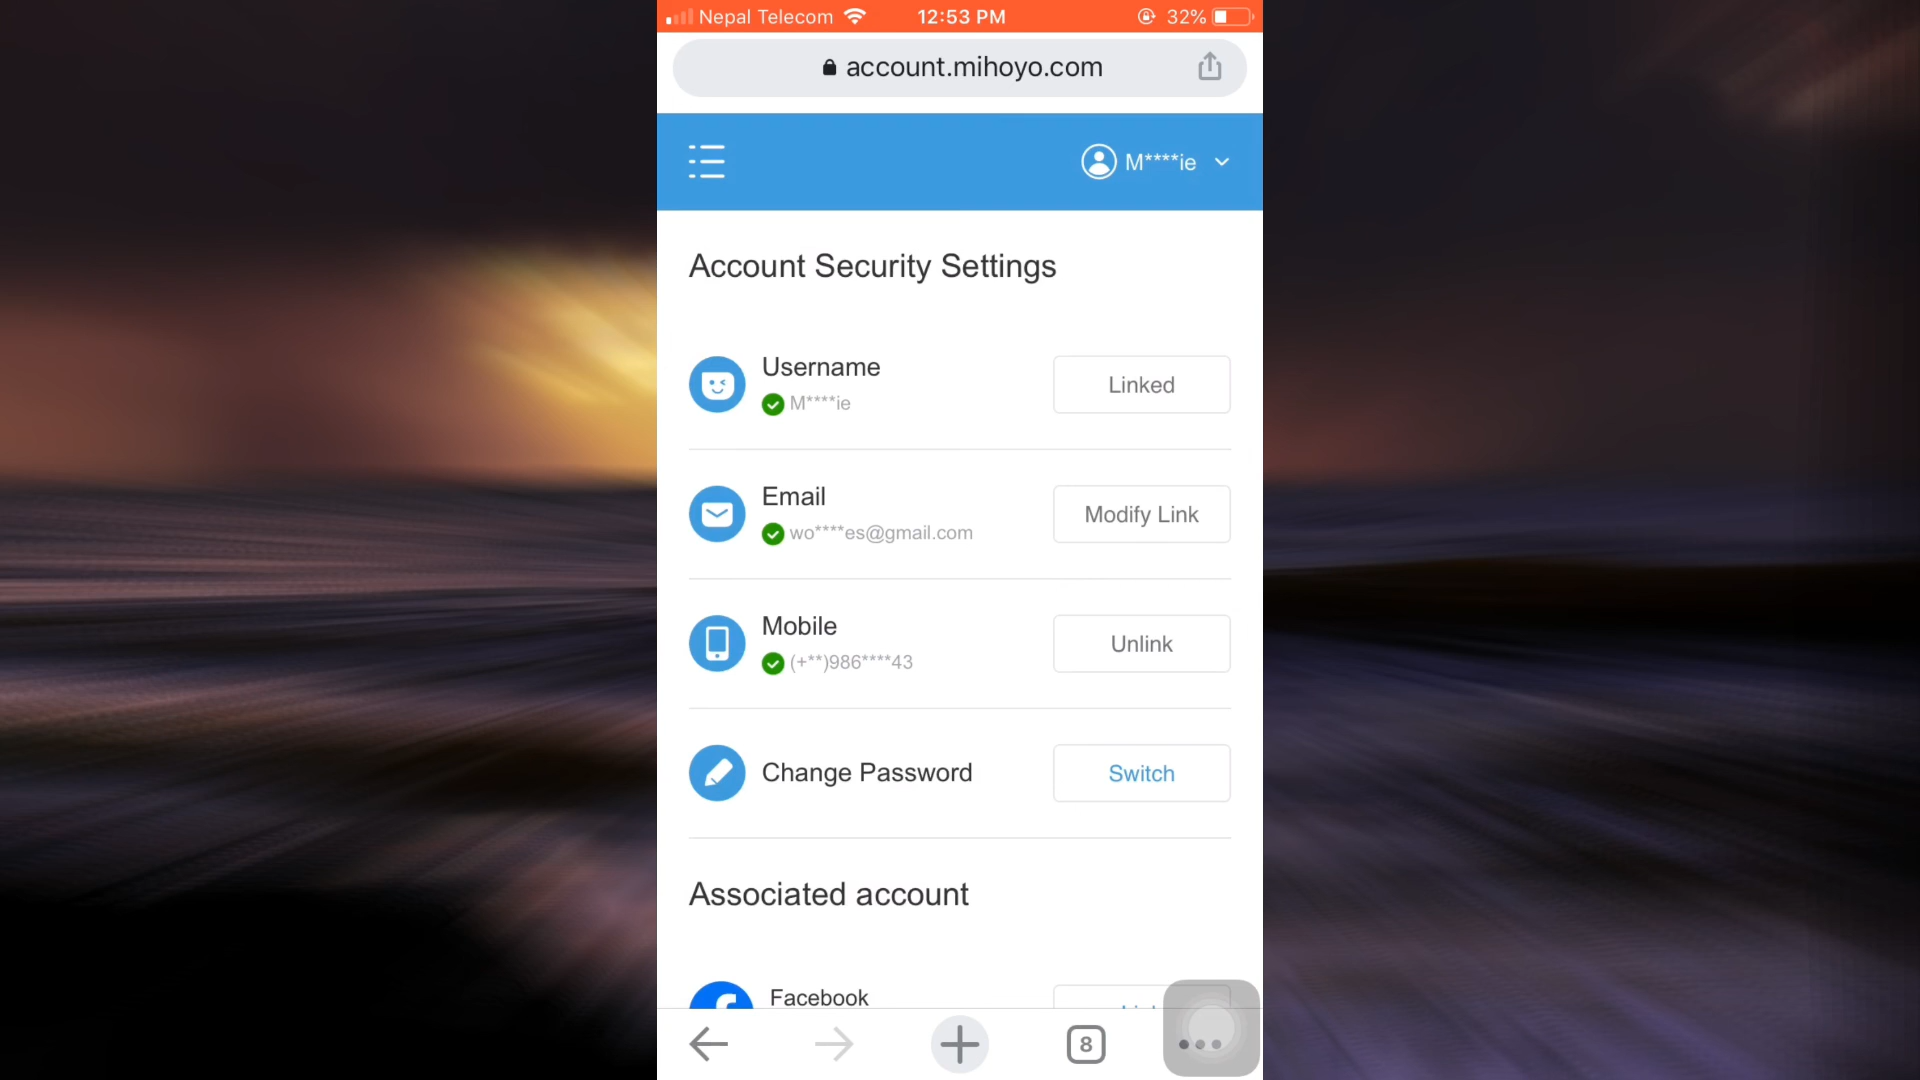 Nepal Telecom 12:53 PM 32%
account.mihoyo.com
M****ie
Account Security Settings
Username
M****ie
Linked
Email
wo****es@gmail.com
Modify Link
Mobile
(+**)986****43
Unlink
Change Password
Switch
Associated account
Facebook
8